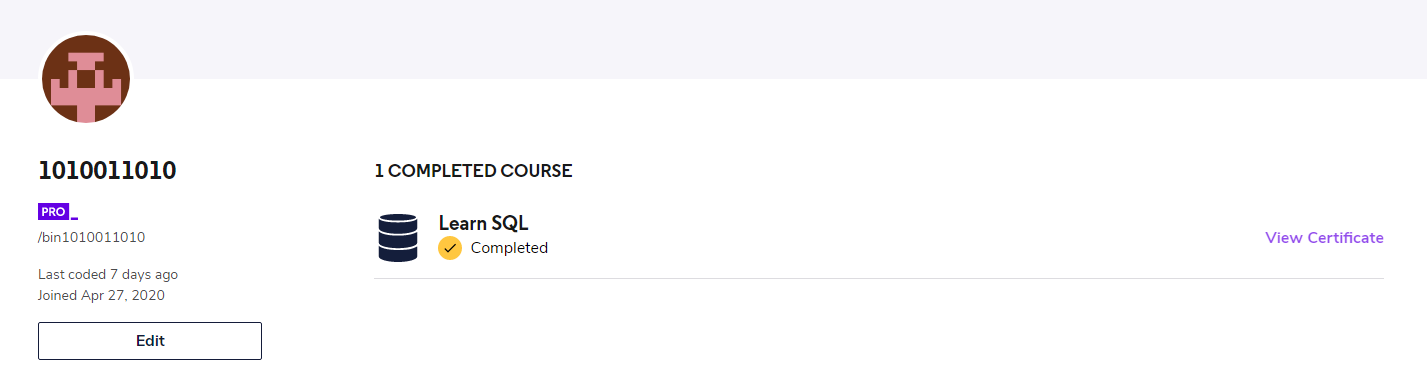 1010011010
PRO
/bin1010011010
Last coded 7 days ago
Joined Apr 27, 2020
Edit
1 COMPLETED COURSE
Learn SQL
Completed
View Certificate